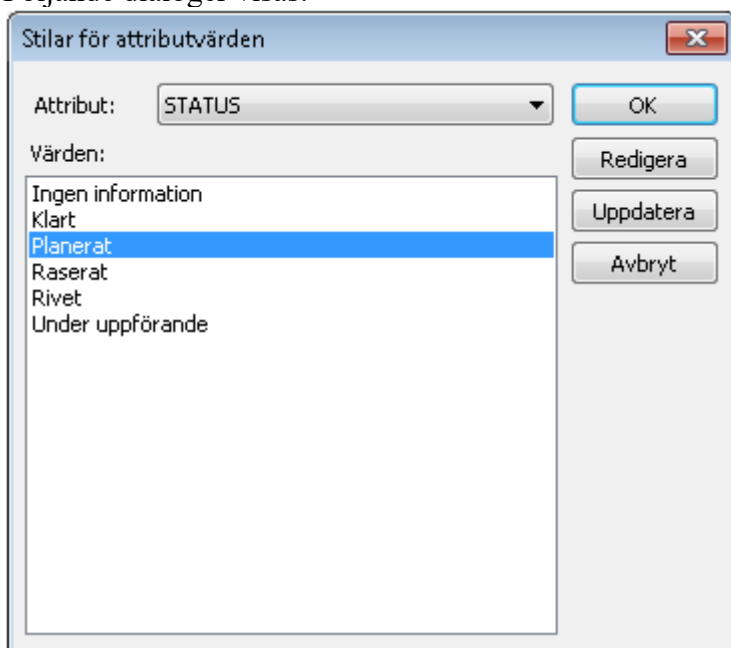 Stilar för attributvärden
Attribut: STATUS OK
Värden: Redigera
Ingen information
Klart Uppdatera
Planerat Avbryt
Raserat
Rivet
Under uppförande